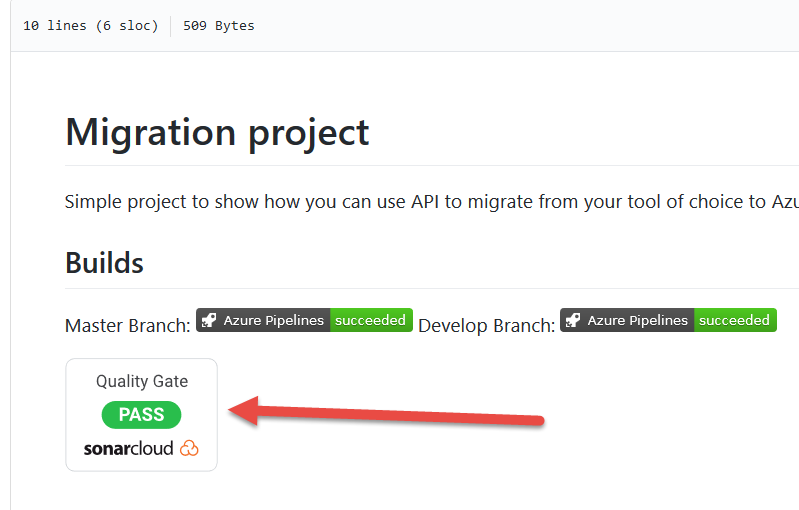 10 lines (6 sloc) 509 Bytes
Migration project
Simple project to show how you can use API to migrate from your tool of choice to Azu
Builds
Master Branch: Azure Pipelines succeeded Develop Branch: Azure Pipelines succeeded
Quality Gate
PASS
sonarcloud